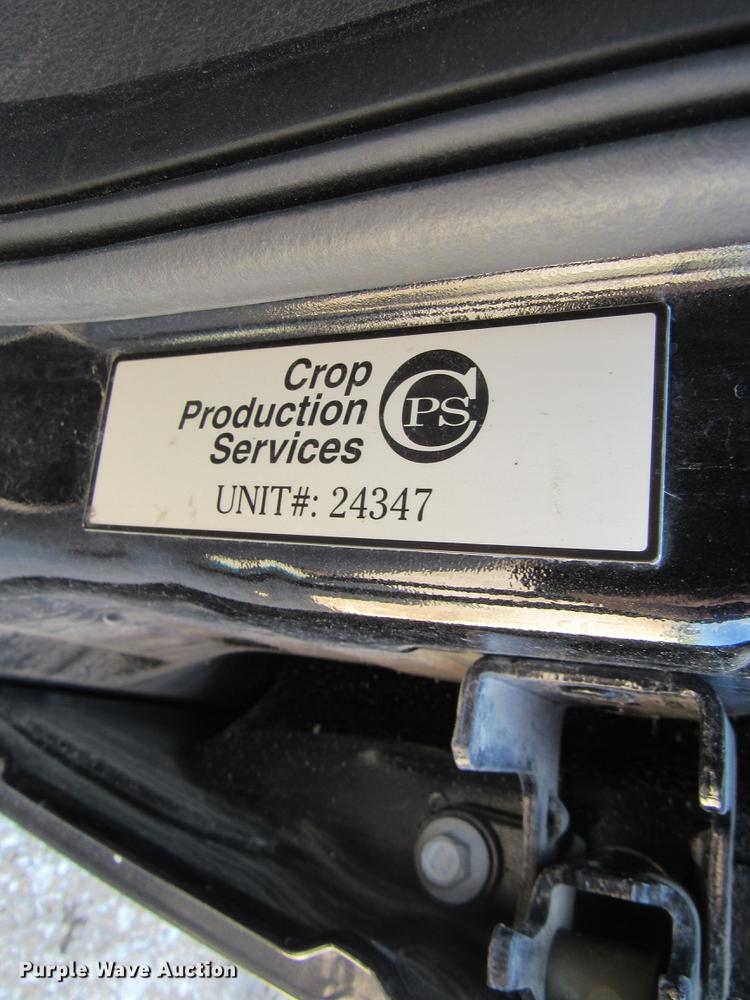 Crop
Production
Services
CPS
UNIT#: 24347
Purple Wave Auction